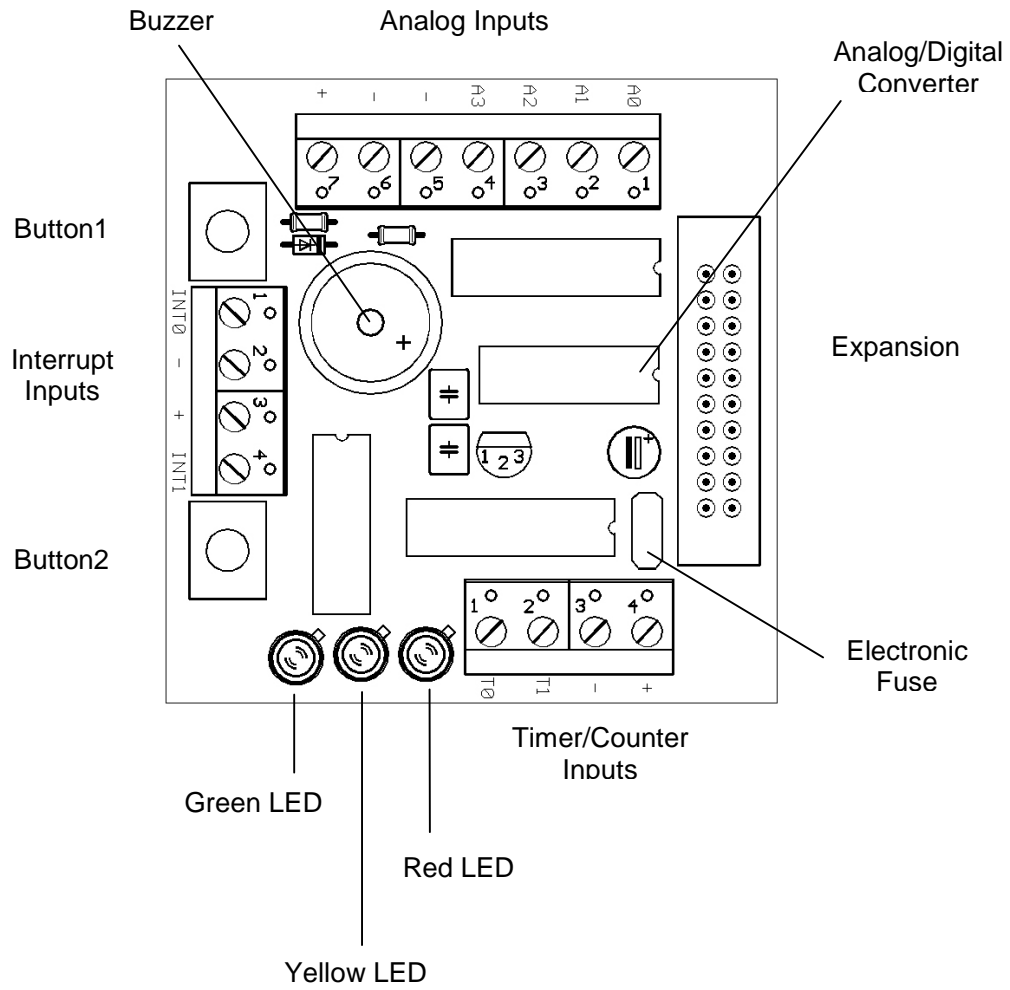 Buzzer
Analog Inputs
Analog/Digital
Converter
+ - - A3 A2 A1 A0
7 6 5 4 3 2 1
Button1
INT0 - + INT1
1
2
3
4
Interrupt
Inputs
+
Expansion
1 2 3
+
Button2
1 2 3 4
T0 T1 - +
Electronic
Fuse
Timer/Counter
Inputs
Green LED
Red LED
Yellow LED